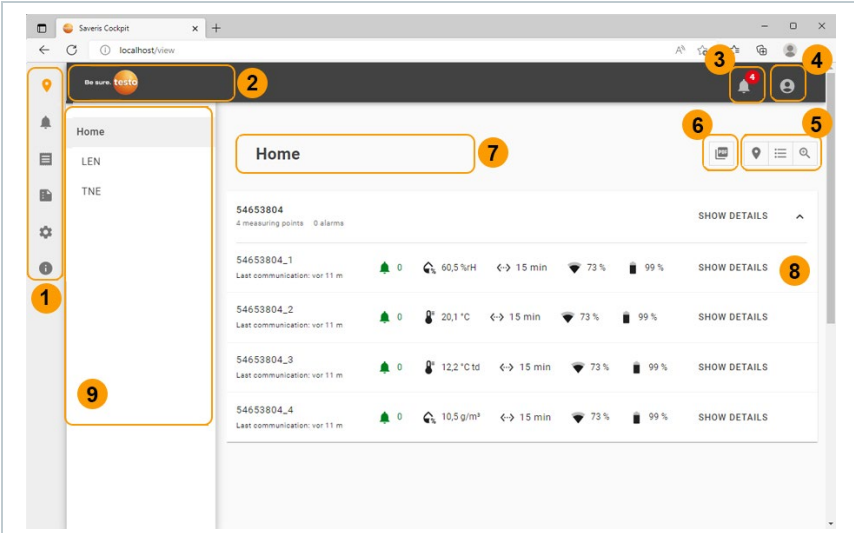 Saveris Cockpit
localhost/view
Be sure. testo
2
3
4
4
1
Home
LEN
TNE
9
Home
7
6
5
PDF
54653804
4 measuring points 0 alarms
SHOW DETAILS
54653804_1
Last communication: vor 11 m
0 60,5 %rH 15 min 73 % 99 % SHOW DETAILS
8
54653804_2
Last communication: vor 11 m
0 20,1 °C 15 min 73 % 99 % SHOW DETAILS
54653804_3
Last communication: vor 11 m
0 12,2 °C td 15 min 73 % 99 % SHOW DETAILS
54653804_4
Last communication: vor 11 m
0 10,5 g/m³ 15 min 73 % 99 % SHOW DETAILS